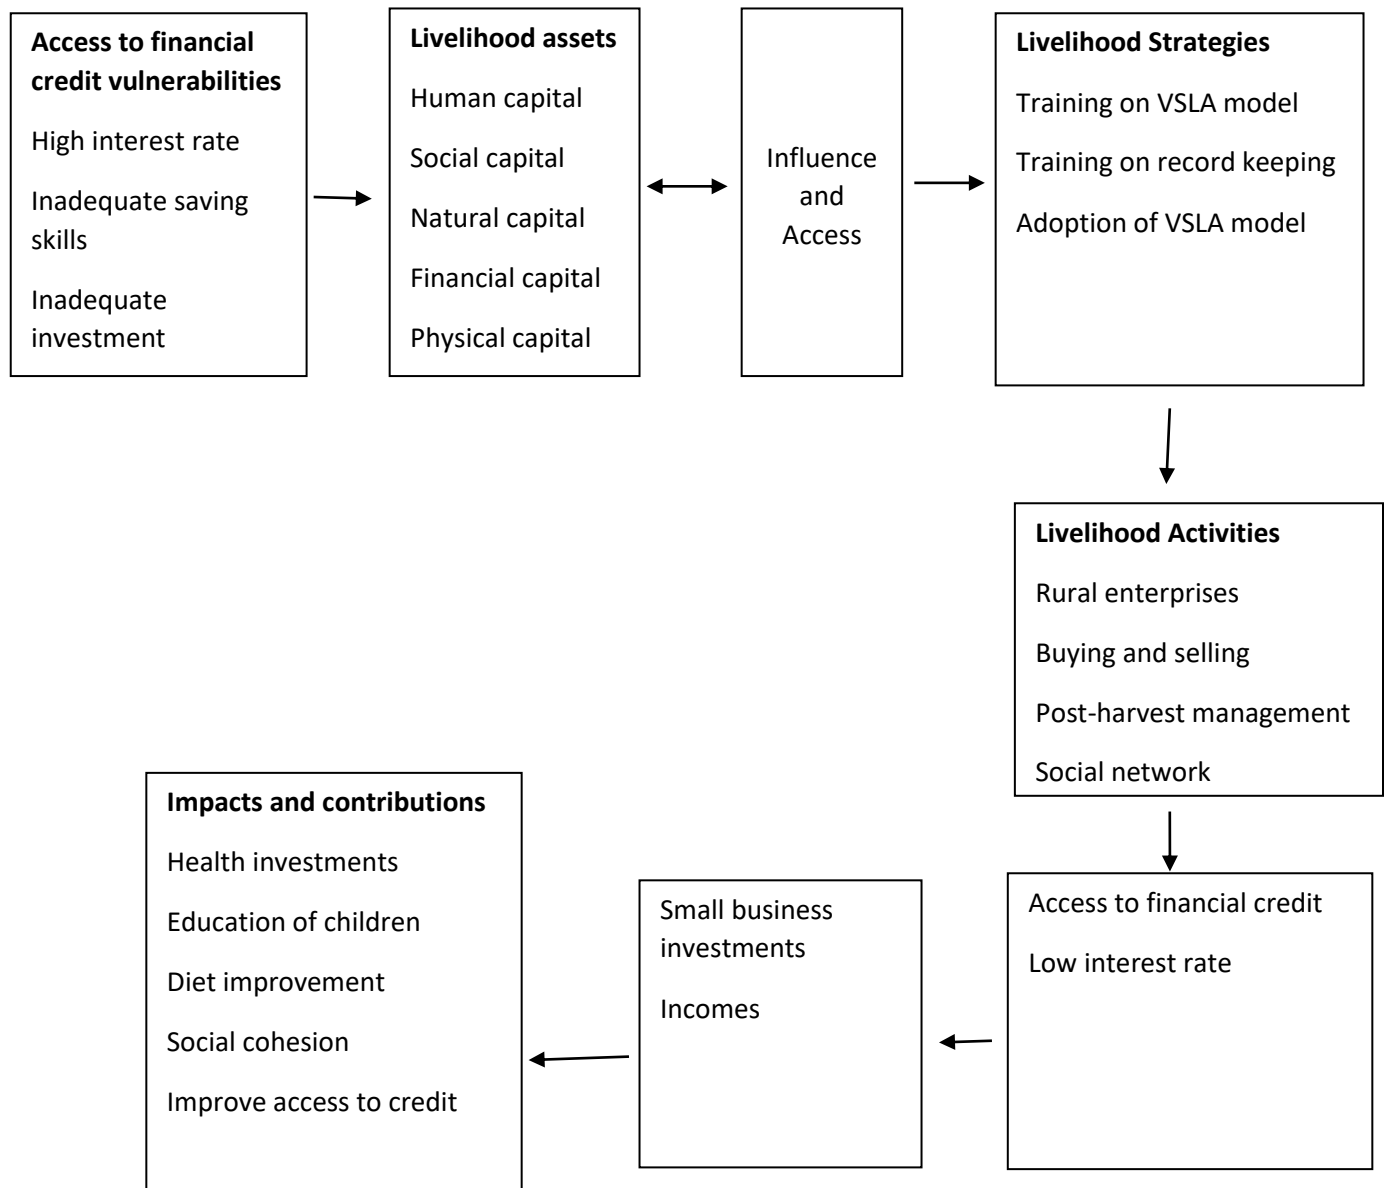 Access to financial
credit vulnerabilities
High interest rate
Inadequate saving
skills
Inadequate
investment
Livelihood assets
Human capital
Social capital
Natural capital
Financial capital
Physical capital
Influence
and
Access
Livelihood Strategies
Training on VSLA model
Training on record keeping
Adoption of VSLA model
Livelihood Activities
Rural enterprises
Buying and selling
Post-harvest management
Social network
Access to financial credit
Low interest rate
Small business
investments
Incomes
Impacts and contributions
Health investments
Education of children
Diet improvement
Social cohesion
Improve access to credit